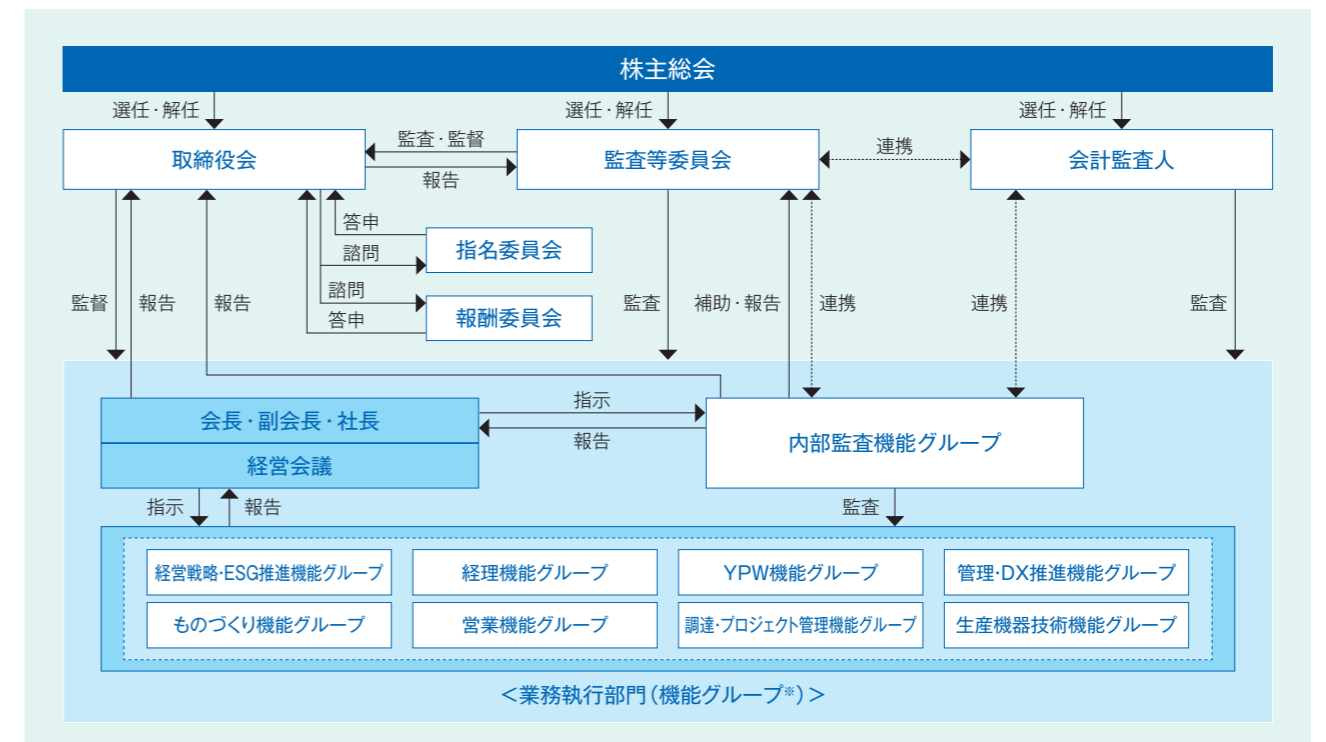 株主総会
選任・解任
選任・解任
選任・解任
取締役会
監査・監督
報告
監査等委員会
連携
会計監査人
答申
諮問
指名委員会
諮問
答申
報酬委員会
監督
報告
報告
監査
補助・報告
連携
連携
監査
会長・副会長・社長
経営会議
指示
報告
内部監査機能グループ
指示
報告
監査
経営戦略・ESG推進機能グループ
経理機能グループ
YPW機能グループ
管理・DX推進機能グループ
ものづくり機能グループ
営業機能グループ
調達・プロジェクト管理機能グループ
生産機器技術機能グループ
＜業務執行部門（機能グループ※）＞